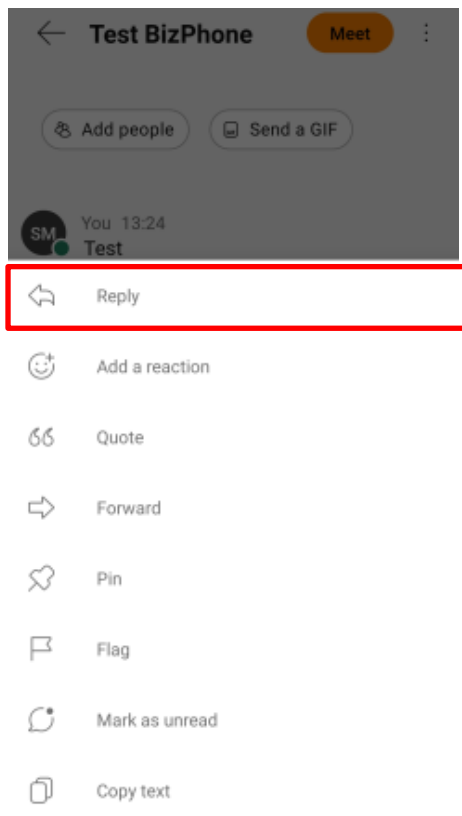 Test BizPhone
Meet
Add people
Send a GIF
SM
You 13:24
Test
Reply
Add a reaction
Quote
Forward
Pin
Flag
Mark as unread
Copy text